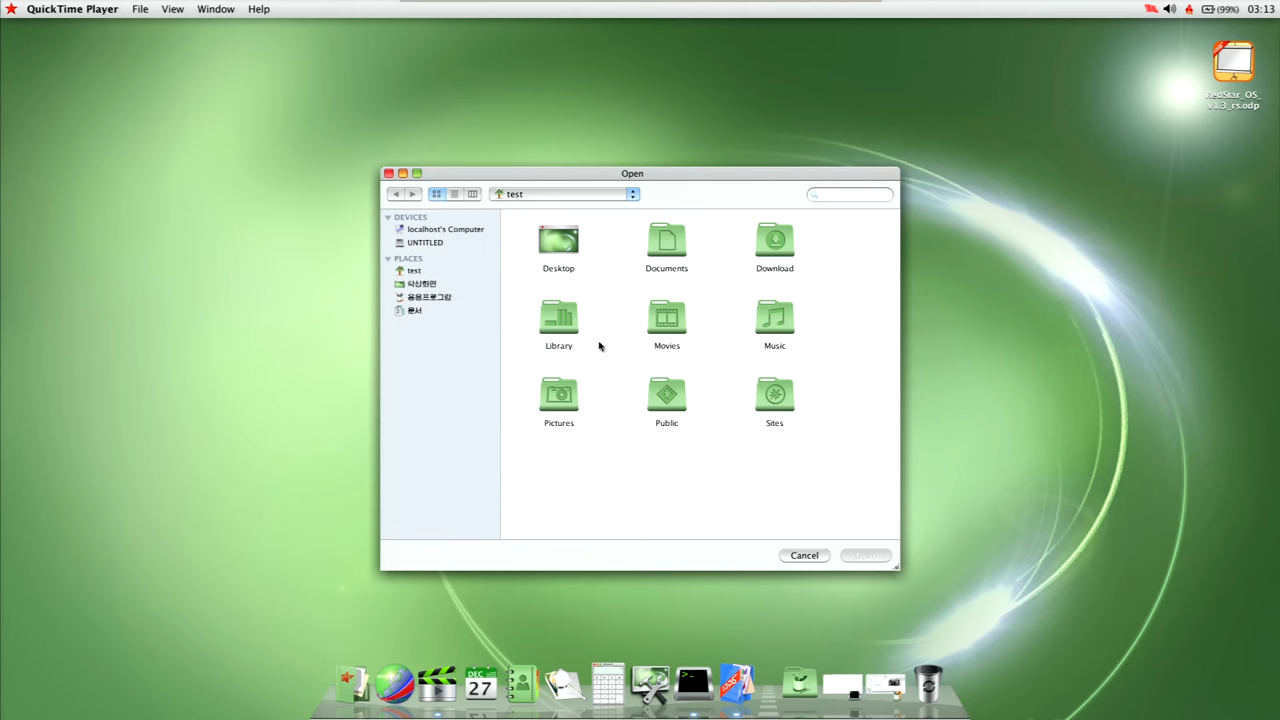 QuickTime Player File View Window Help (99%) 03:13
RedStar_OS_
v1.3_rs.odp
Open
test
DEVICES
localhost's Computer
UNTITLED
PLACES
test
탁상화면
응용프로그람
문서
Desktop Documents Download
Library Movies Music
Pictures Public Sites
Cancel Open
DEC
27